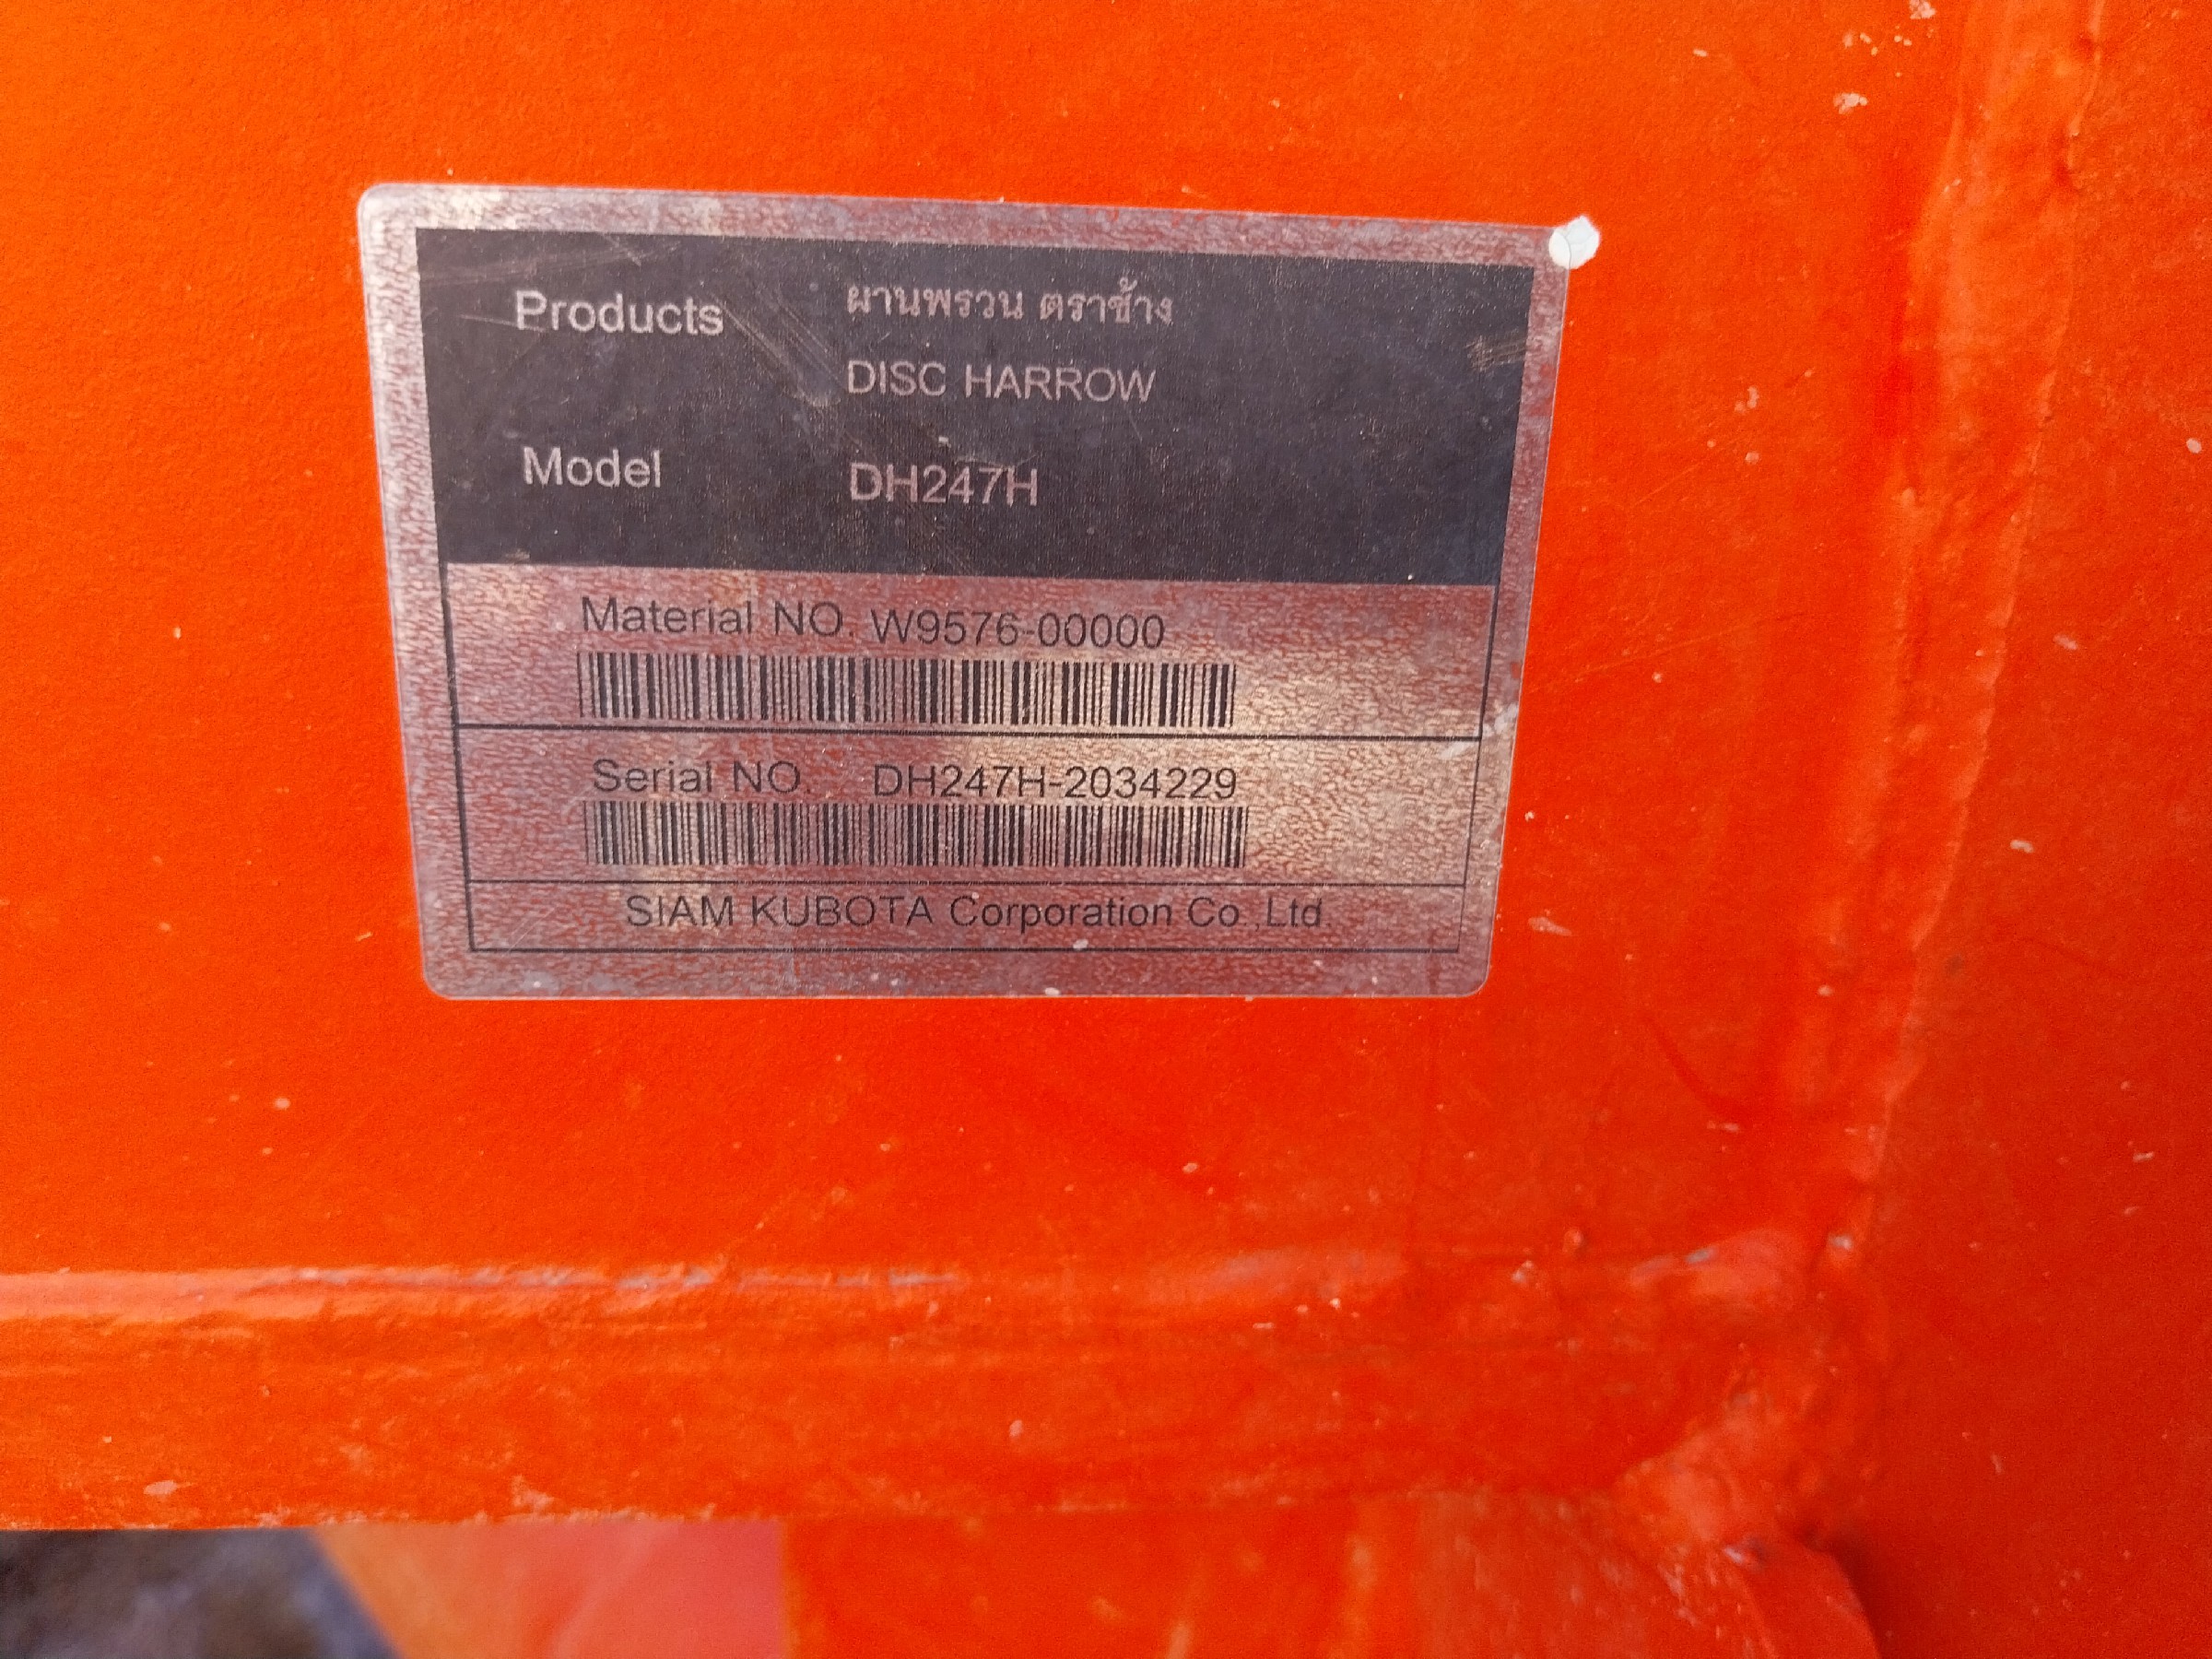 Products ผานพรวน ตราช้าง
DISC HARROW
Model DH247H
Material NO. W9576-00000
Serial NO. DH247H-2034229
SIAM KUBOTA Corporation Co.,Ltd.